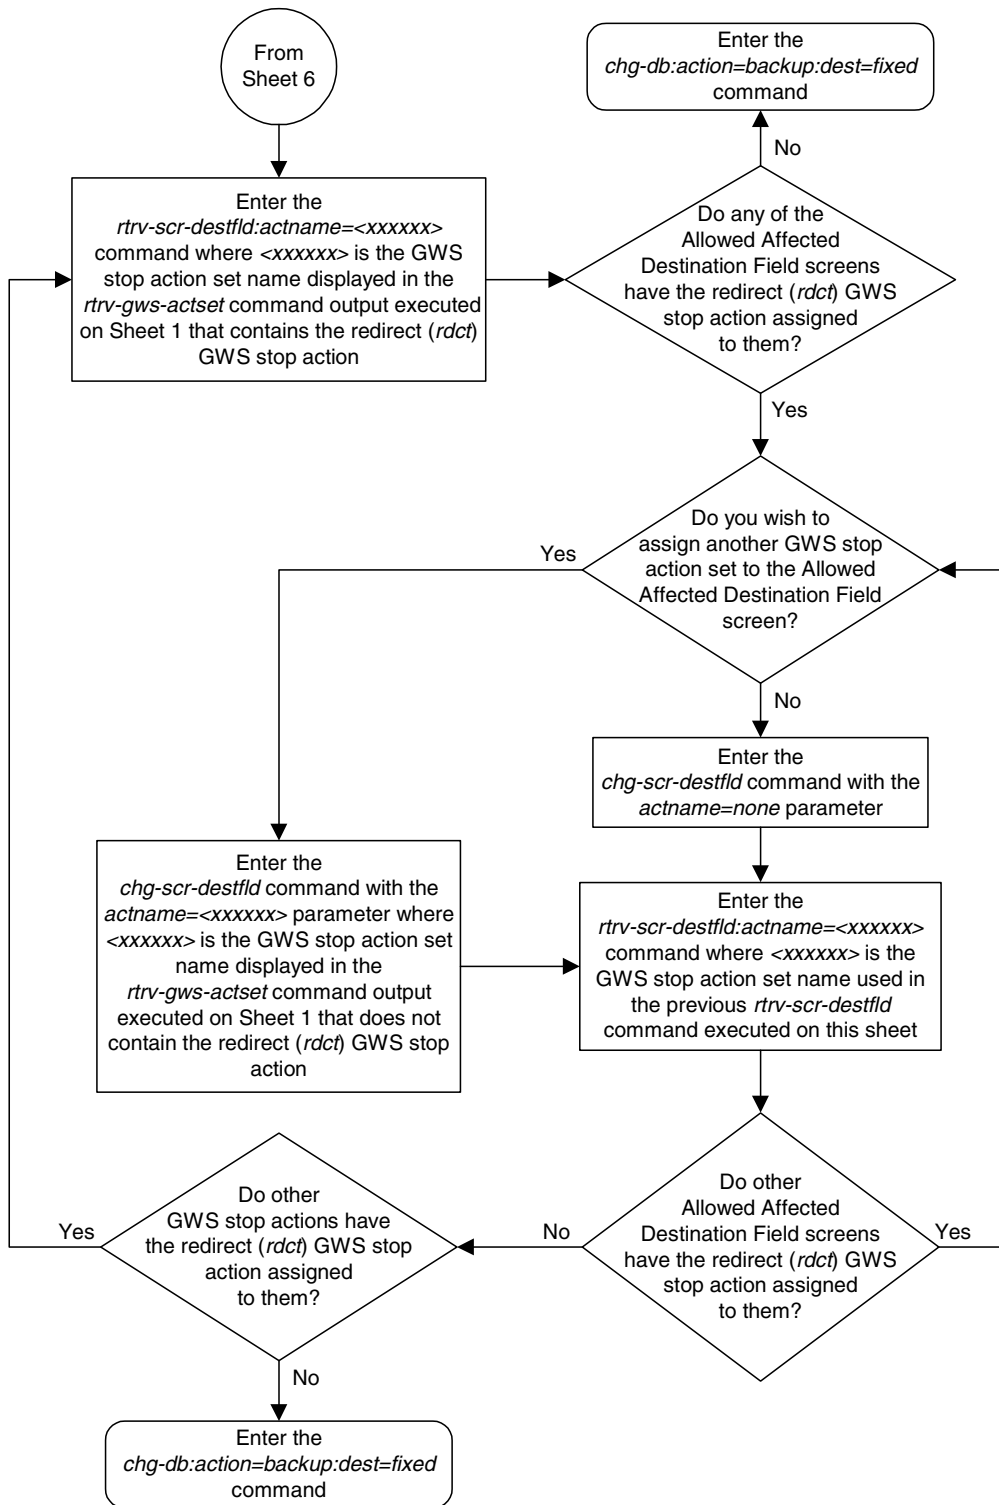 From
Sheet 6
Enter the
chg-db:action=backup:dest=fixed
command
No
Enter the
rtrv-scr-destfld:actname=<xxxxxx>
command where <xxxxxx> is the GWS
stop action set name displayed in the
rtrv-gws-actset command output executed
on Sheet 1 that contains the redirect (rdct)
GWS stop action
Do any of the
Allowed Affected
Destination Field screens
have the redirect (rdct) GWS
stop action assigned
to them?
Yes
Do you wish to
assign another GWS stop
action set to the Allowed
Affected Destination Field
screen?
Yes
No
Enter the
chg-scr-destfld command with the
actname=none parameter
Enter the
chg-scr-destfld command with the
actname=<xxxxxx> parameter where
<xxxxxx> is the GWS stop action set
name displayed in the
rtrv-gws-actset command output
executed on Sheet 1 that does not
contain the redirect (rdct) GWS stop
action
Enter the
rtrv-scr-destfld:actname=<xxxxxx>
command where <xxxxxx> is the
GWS stop action set name used in
the previous rtrv-scr-destfld
command executed on this sheet
Do other
Allowed Affected
Destination Field screens
have the redirect (rdct) GWS
stop action assigned
to them?
Yes
No
Do other
GWS stop actions have
the redirect (rdct) GWS stop
action assigned
to them?
Yes
No
Enter the
chg-db:action=backup:dest=fixed
command